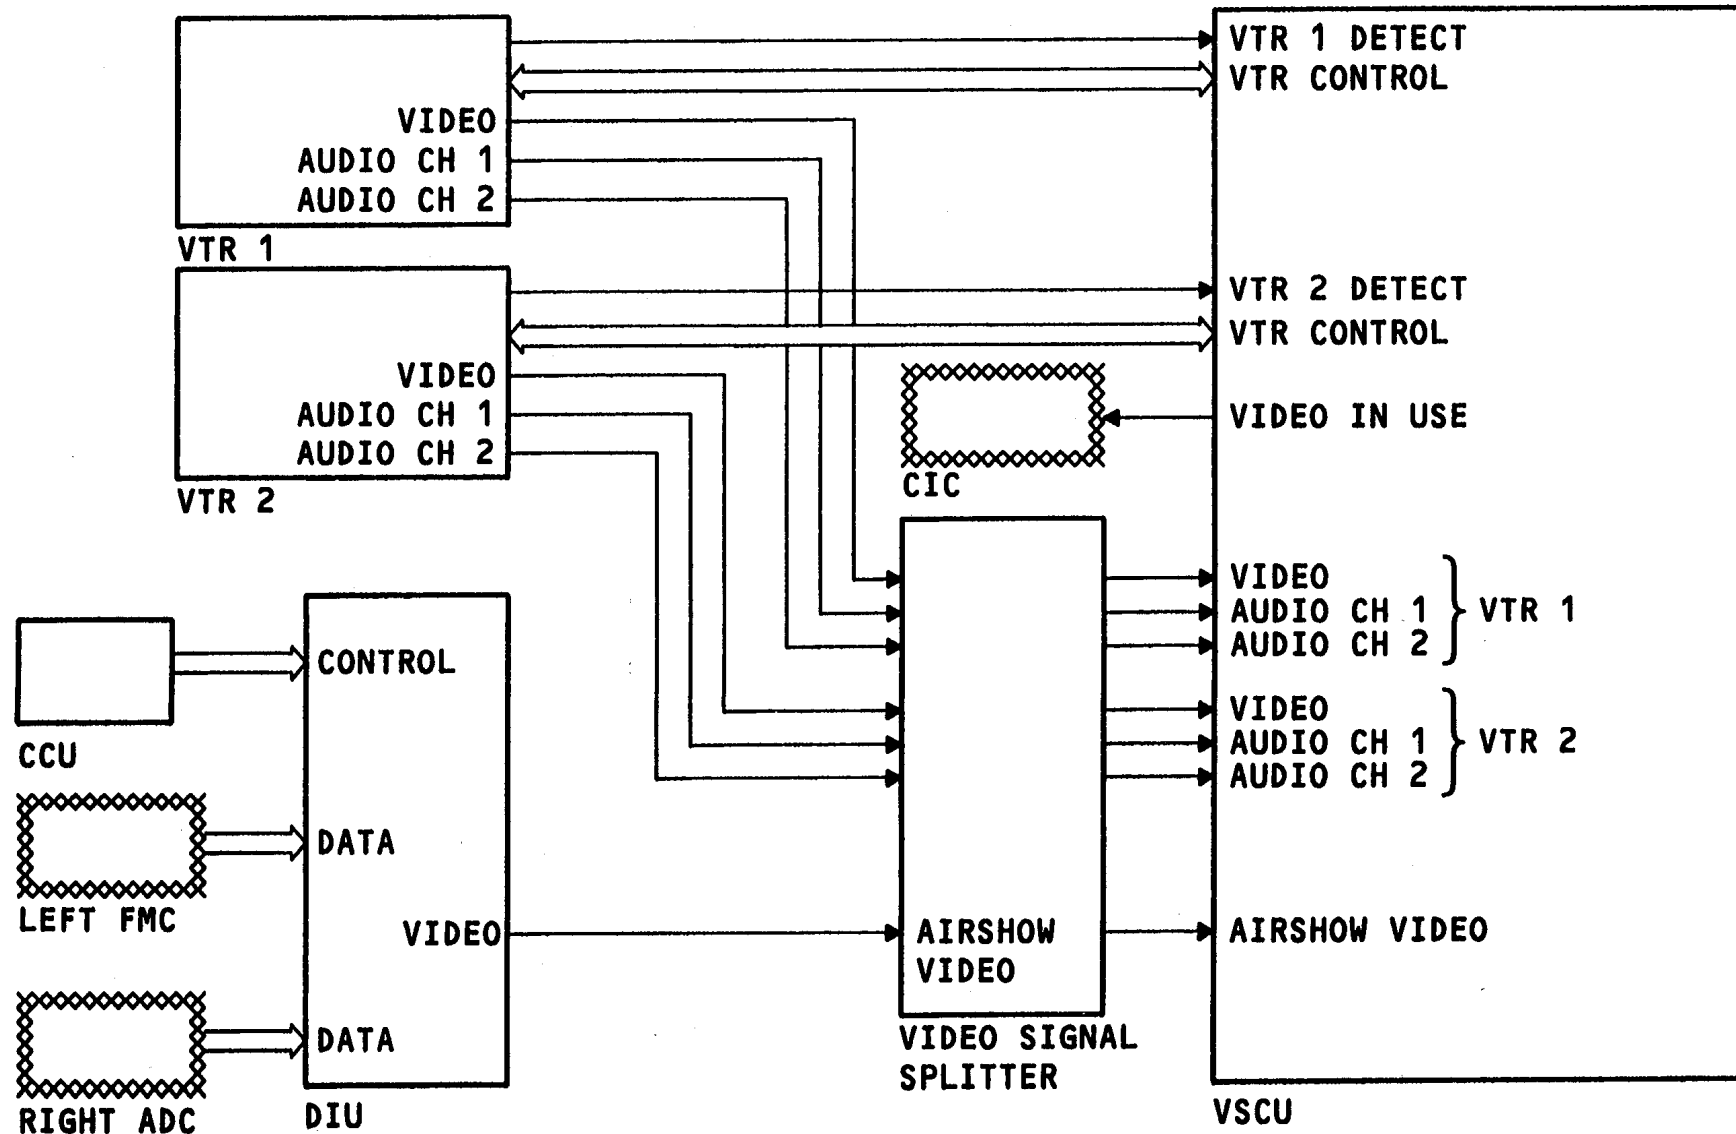 VTR 1 DETECT
VTR CONTROL
VIDEO
AUDIO CH 1
AUDIO CH 2
VTR 1
VTR 2 DETECT
VTR CONTROL
VIDEO
AUDIO CH 1
AUDIO CH 2
VTR 2
VIDEO IN USE
CIC
VIDEO
AUDIO CH 1
AUDIO CH 2
VTR 1
VIDEO
AUDIO CH 1
AUDIO CH 2
VTR 2
CONTROL
CCU
DATA
LEFT FMC
VIDEO
AIRSHOW
VIDEO
AIRSHOW VIDEO
DATA
RIGHT ADC
DIU
VIDEO SIGNAL
SPLITTER
VSCU